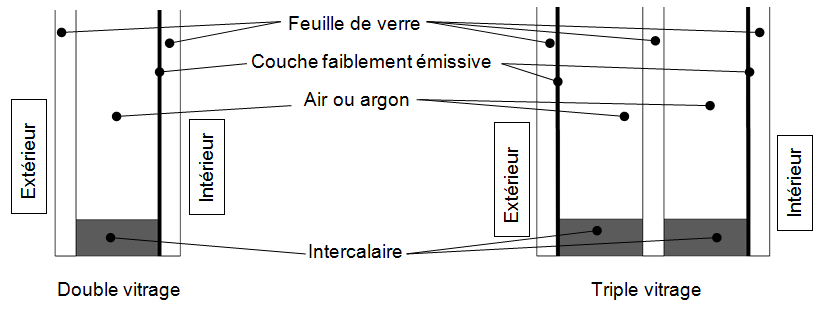 Feuille de verre
Couche faiblement émissive
Air ou argon
Extérieur
Intérieur
Extérieur
Intérieur
Intercalaire
Double vitrage
Triple vitrage